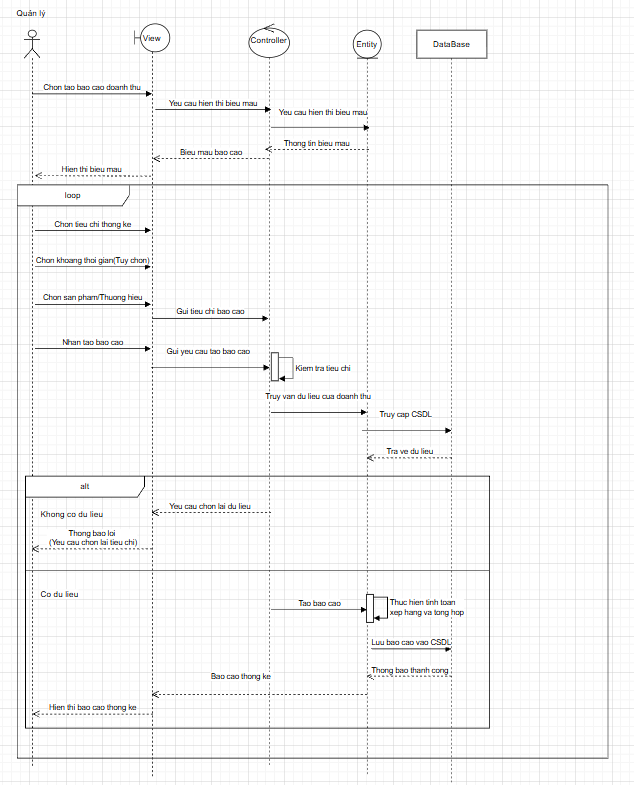 Quản lý
View
Controller
Entity
DataBase
Chon tao bao cao doanh thu
Yeu cau hien thi bieu mau
Yeu cau hien thi bieu mau
Thong tin bieu mau
Bieu mau bao cao
Hien thi bieu mau
loop
Chon tieu chi thong ke
Chon khoang thoi gian(Tuy chon)
Chon san pham/Thuong hieu
Gui tieu chi bao cao
Nhan tao bao cao
Gui yeu cau tao bao cao
Kiem tra tieu chi
Truy van du lieu cua doanh thu
Truy cap CSDL
Tra ve du lieu
alt
Yeu cau chon lai du lieu
Khong co du lieu
Thong bao loi
(Yeu cau chon lai tieu chi)
Co du lieu
Tao bao cao
Thuc hien tinh toan
xep hang va tong hop
Luu bao cao vao CSDL
Thong bao thanh cong
Bao cao thong ke
Hien thi bao cao thong ke